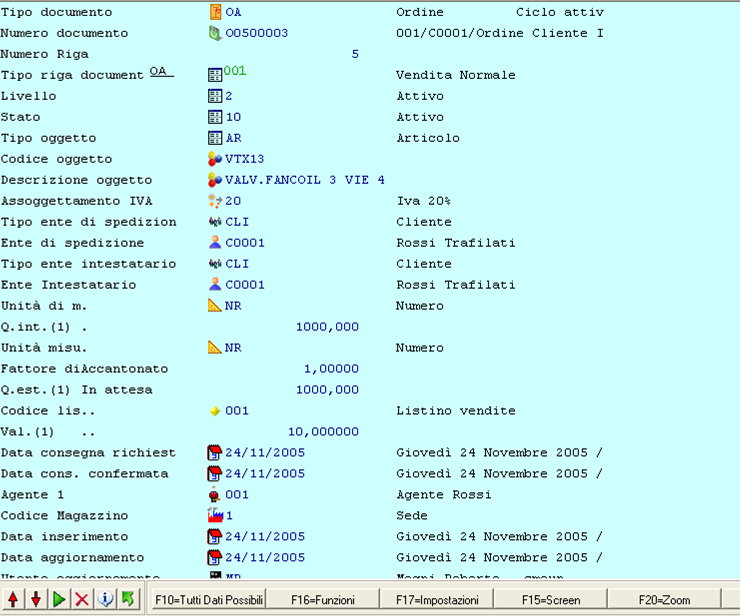 Tipo documento OA Ordine Ciclo attiv
Numero documento O0500003 001/C0001/Ordine Cliente I
Numero Riga 5
Tipo riga document OA 001 Vendita Normale
Livello 2 Attivo
Stato 10 Attivo
Tipo oggetto AR Articolo
Codice oggetto VTX13
Descrizione oggetto VALV.FANCOIL 3 VIE 4
Assoggettamento IVA 20 Iva 20%
Tipo ente di spedizion CLI Cliente
Ente di spedizione C0001 Rossi Trafilati
Tipo ente intestatario CLI Cliente
Ente Intestatario C0001 Rossi Trafilati
Unità di m. NR Numero
Q.int.(1) . 1000,000
Unità misu. NR Numero
Fattore diAccantonato 1,00000
Q.est.(1) In attesa 1000,000
Codice lis.. 001 Listino vendite
Val.(1) .. 10,000000
Data consegna richiest 24/11/2005 Giovedì 24 Novembre 2005 /
Data cons. confermata 24/11/2005 Giovedì 24 Novembre 2005 /
Agente 1 001 Agente Rossi
Codice Magazzino 1 Sede
Data inserimento 24/11/2005 Giovedì 24 Novembre 2005 /
Data aggiornamento 24/11/2005 Giovedì 24 Novembre 2005 /
F10=Tutti Dati Possibili F16=Funzioni F17=Impostazioni F15=Screen F20=Zoom